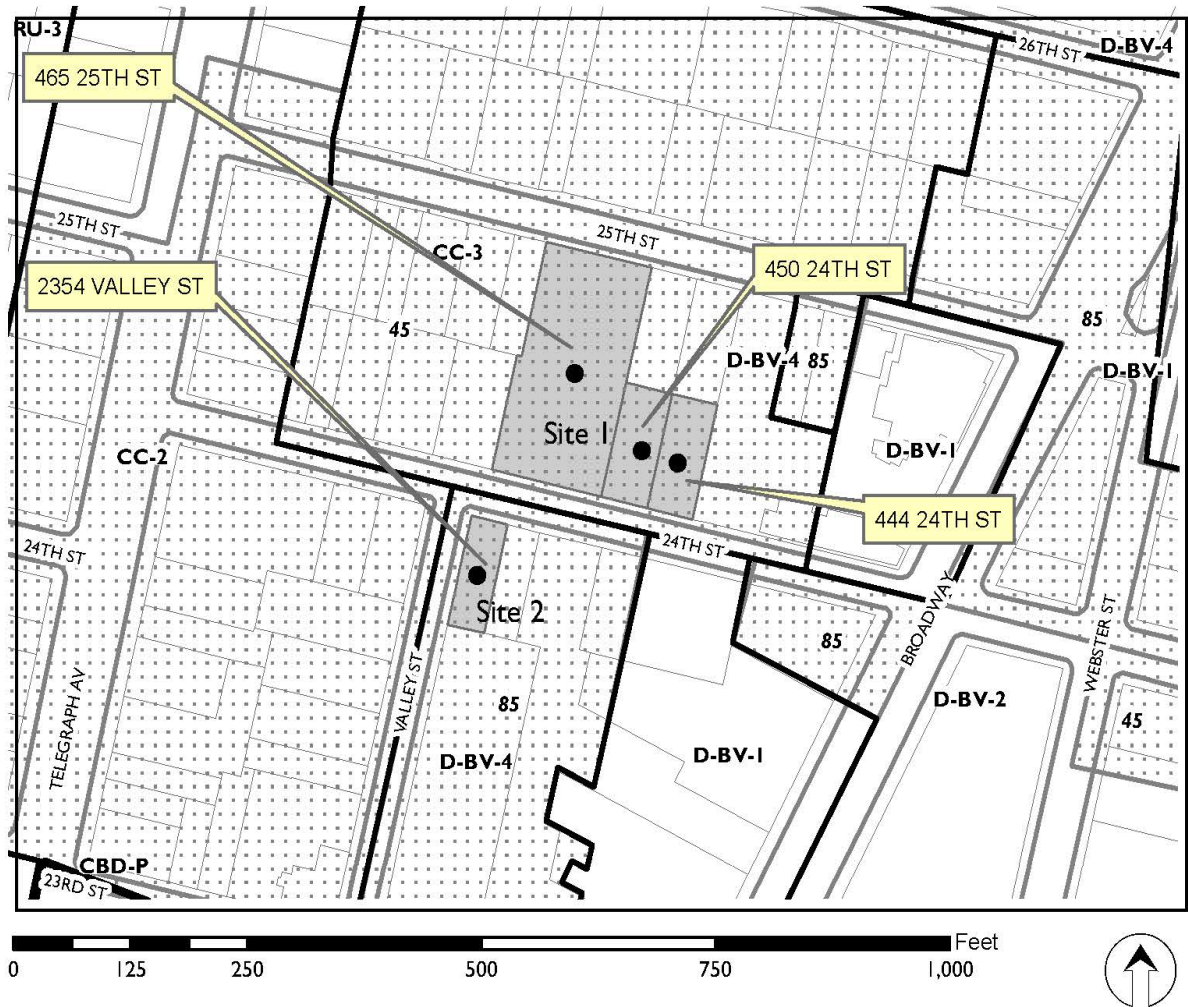 RU-3
26TH ST
D-BV-4
465 25TH ST
25TH ST
25TH ST
CC-3
450 24TH ST
2354 VALLEY ST
45
85
D-BV-4 85
D-BV-1
Site 1
D-BV-1
CC-2
444 24TH ST
24TH ST
24TH ST
Site 2
BROADWAY
WEBSTER ST
85
VALLEY ST
TELEGRAPH AV
85
D-BV-2
45
D-BV-4
D-BV-1
CBD-P
23RD ST
Feet
0 125 250 500 750 1,000